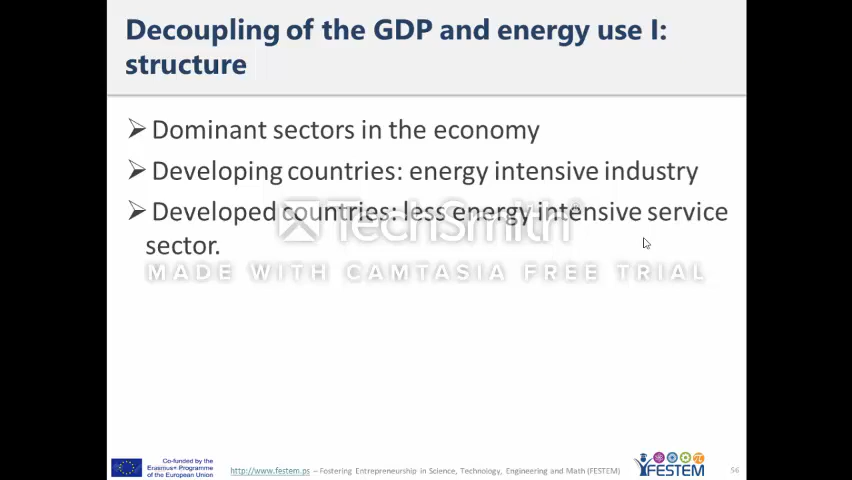 Decoupling of the GDP and energy use I:
structure
Dominant sectors in the economy
Developing countries: energy intensive industry
Developed countries: less energy intensive service
sector.
TechSmith®
MADE WITH CAMTASIA FREE TRIAL
Co-funded by the
Erasmus+ Programme
of the European Union
http://www.festem.ps – Fostering Entrepreneurship in Science, Technology, Engineering and Math (FESTEM)
FESTEM
56